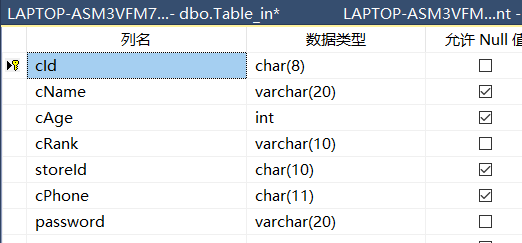 LAPTOP-ASM3VFM7...- dbo.Table_in* LAPTOP-ASM3VFM...nt -
列名 数据类型 允许 Null 值
cId char(8)
cName varchar(20)
cAge int
cRank varchar(10)
storeId char(10)
cPhone char(11)
password varchar(20)